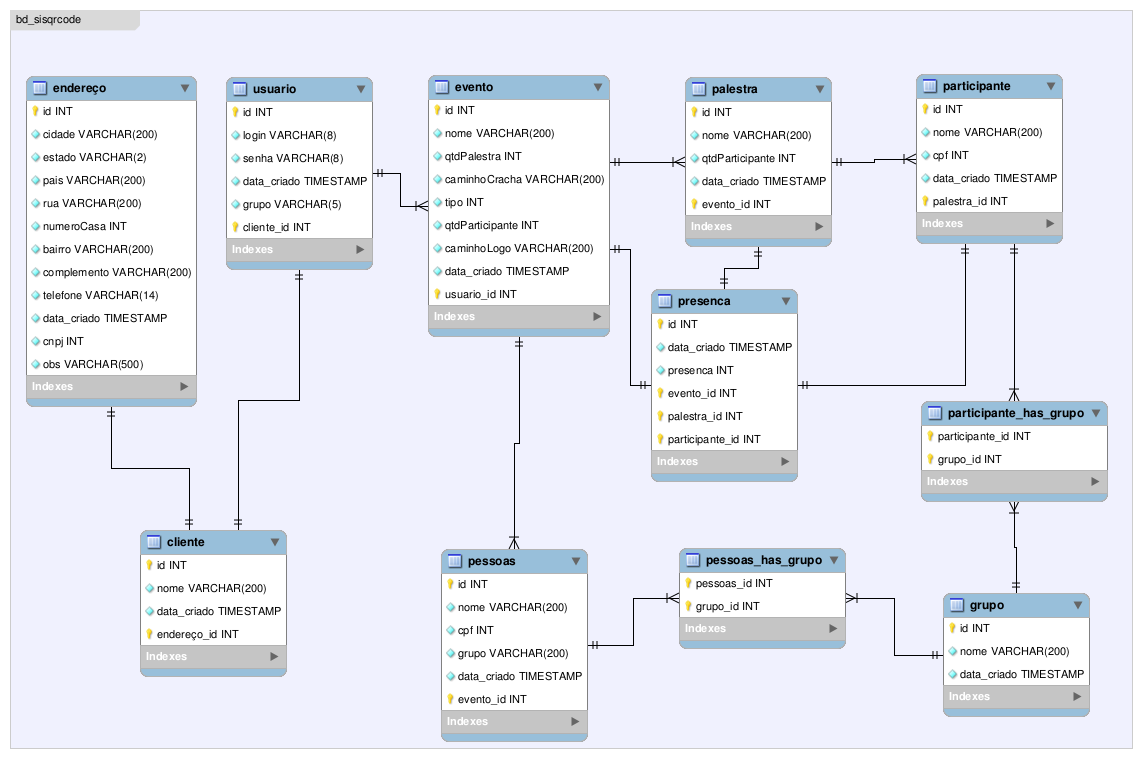 bd_sisqrcode
endereço
id INT
cidade VARCHAR(200)
estado VARCHAR(2)
pais VARCHAR(200)
rua VARCHAR(200)
numeroCasa INT
bairro VARCHAR(200)
complemento VARCHAR(200)
telefone VARCHAR(14)
data_criado TIMESTAMP
cnpj INT
obs VARCHAR(500)
Indexes
usuario
id INT
login VARCHAR(8)
senha VARCHAR(8)
data_criado TIMESTAMP
grupo VARCHAR(5)
cliente_id INT
Indexes
evento
id INT
nome VARCHAR(200)
qtdPalestra INT
caminhoCracha VARCHAR(200)
tipo INT
qtdParticipante INT
caminhoLogo VARCHAR(200)
data_criado TIMESTAMP
usuario_id INT
Indexes
palestra
id INT
nome VARCHAR(200)
qtdParticipante INT
data_criado TIMESTAMP
evento_id INT
Indexes
participante
id INT
nome VARCHAR(200)
cpf INT
data_criado TIMESTAMP
palestra_id INT
Indexes
presenca
id INT
data_criado TIMESTAMP
presenca INT
evento_id INT
palestra_id INT
participante_id INT
Indexes
participante_has_grupo
participante_id INT
grupo_id INT
Indexes
cliente
id INT
nome VARCHAR(200)
data_criado TIMESTAMP
endereço_id INT
Indexes
pessoas
id INT
nome VARCHAR(200)
cpf INT
grupo VARCHAR(200)
data_criado TIMESTAMP
evento_id INT
Indexes
pessoas_has_grupo
pessoas_id INT
grupo_id INT
Indexes
grupo
id INT
nome VARCHAR(200)
data_criado TIMESTAMP
Indexes